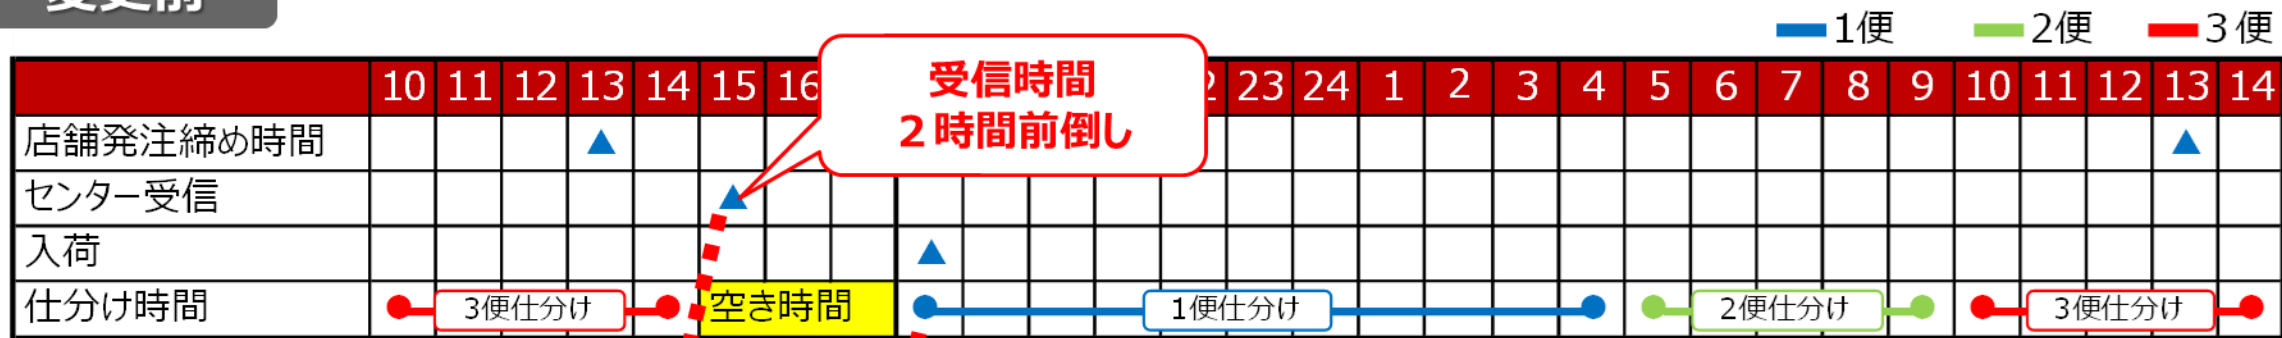 1便 2便 3便
受信時間
２時間前倒し
10 11 12 13 14 15 16 23 24 1 2 3 4 5 6 7 8 9 10 11 12 13 14
店舗発注締め時間
センター受信
入荷
仕分け時間 3便仕分け 空き時間 1便仕分け 2便仕分け 3便仕分け